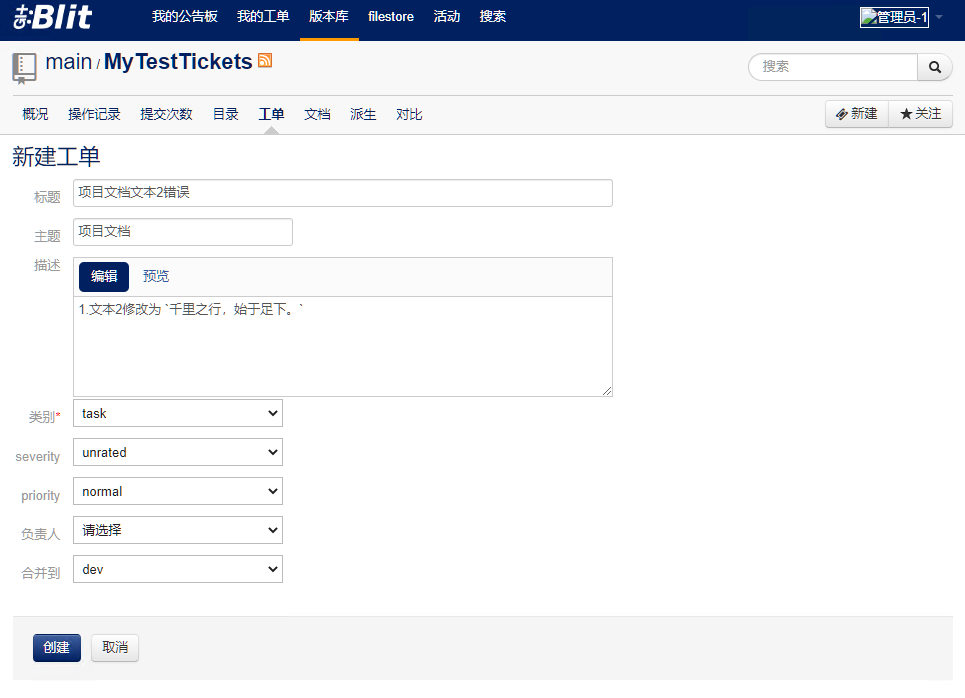 Blit 我的公告板 我的工单 版本库 filestore 活动 搜索 管理员-1
main / MyTestTickets 搜索
概况 操作记录 提交次数 目录 工单 文档 派生 对比 新建 关注
新建工单
标题 项目文档文本2错误
主题 项目文档
描述 编辑 预览
1.文本2修改为 `千里之行，始于足下。`
类别* task
severity unrated
priority normal
负责人 请选择
合并到 dev
创建 取消